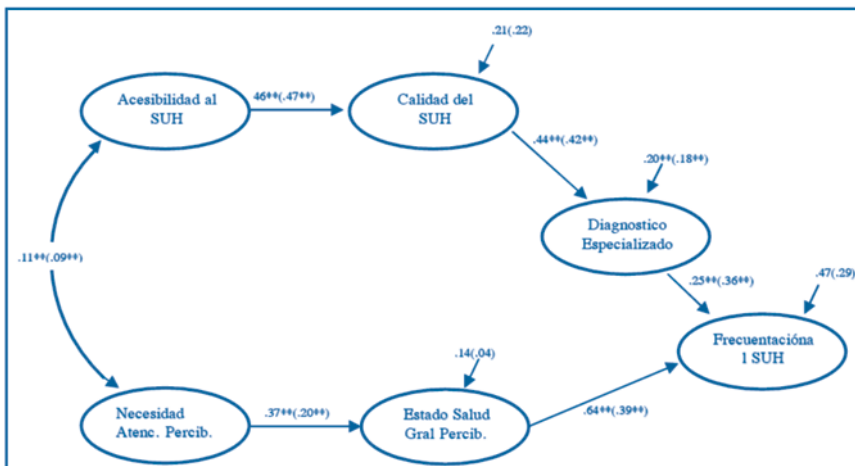 .21(.22)
Acesibilidad al
SUH
46**(.47**)
Calidad del
SUH
.44**(.42**)
.20**(.18**)
Diagnostico
Especializado
.11**(.09**)
.25**(.36**)
.47(.29)
Frecuentacióna
l SUH
.14(.04)
Necesidad
Atenc. Percib.
.37**(.20**)
Estado Salud
Gral Percib.
.64**(.39**)